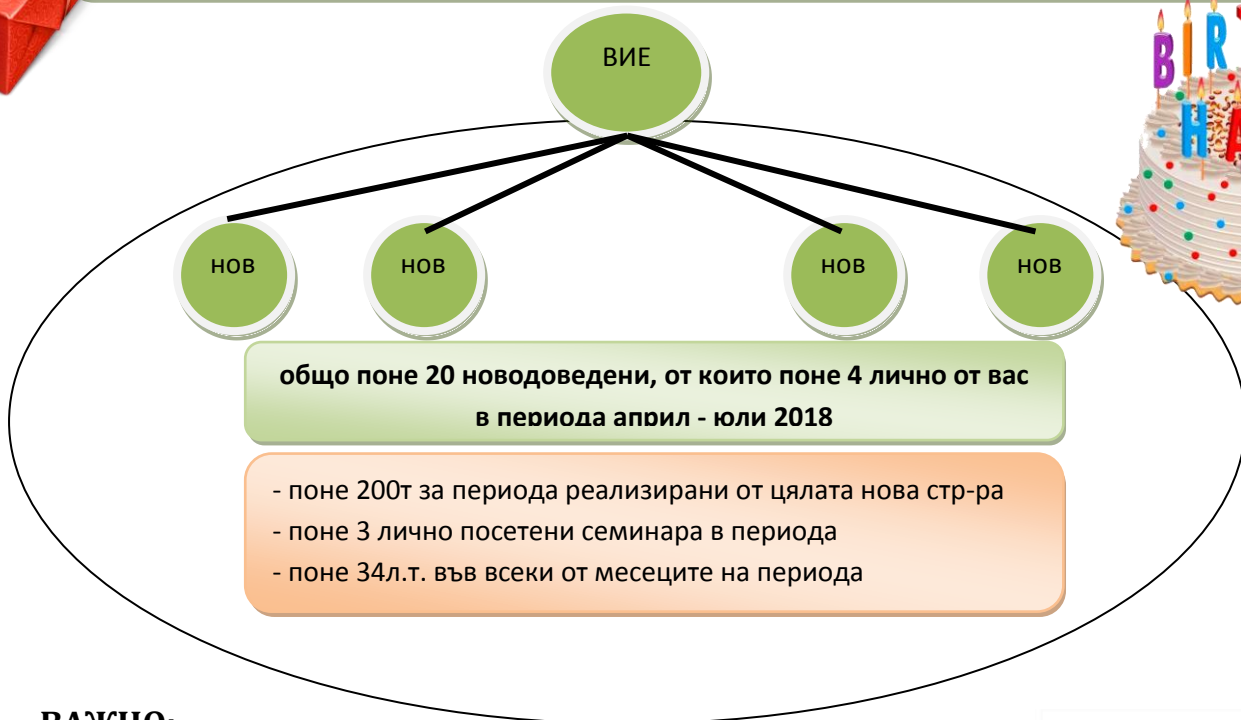 ВИЕ
нов нов нов нов
общо поне 20 новодоведени, от които поне 4 лично от вас
в периода април - юли 2018
- поне 200т за периода реализирани от цялата нова стр-ра
- поне 3 лично посетени семинара в периода
- поне 34л.т. във всеки от месеците на периода
ВАЖНО:
B I R
H A